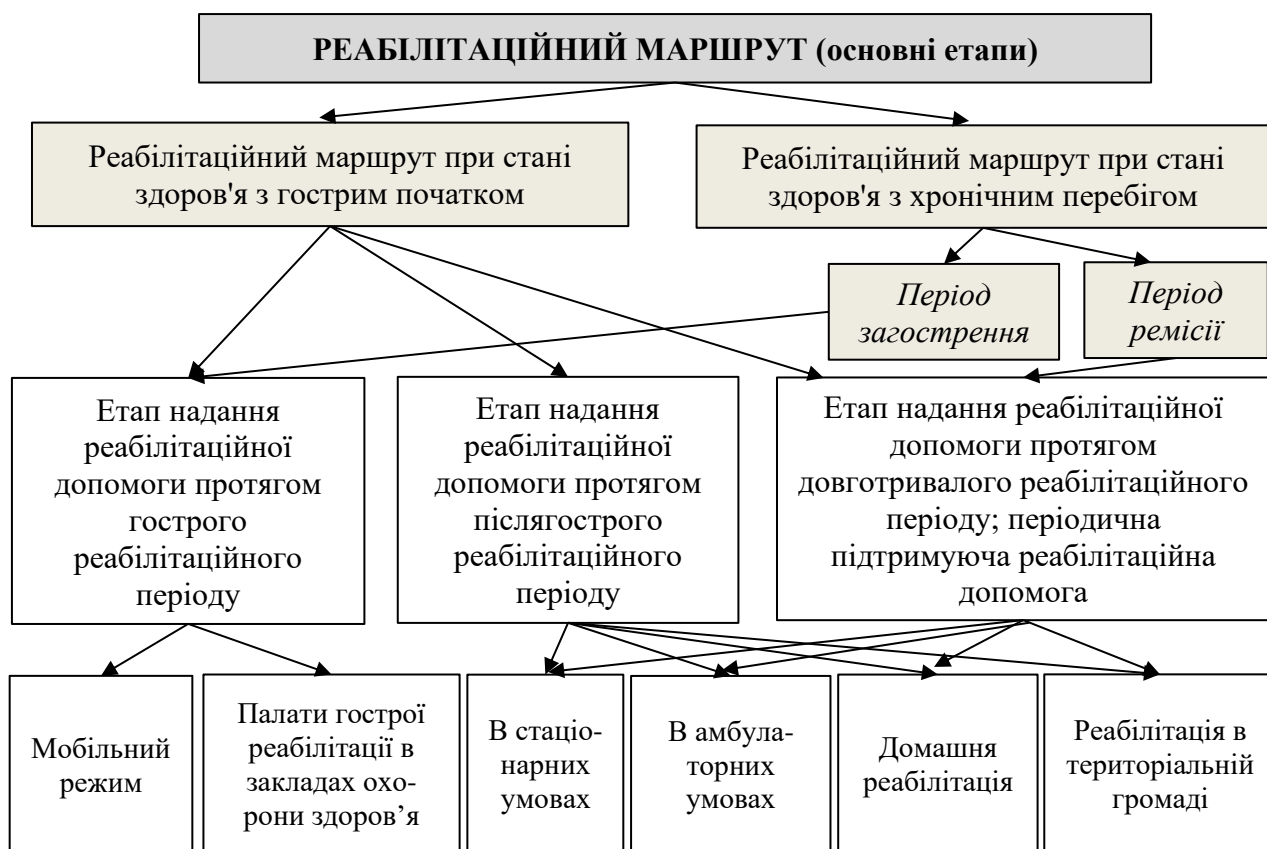 РЕАБІЛІТАЦІЙНИЙ МАРШРУТ (основні етапи)
Реабілітаційний маршрут при стані
здоров'я з гострим початком
Реабілітаційний маршрут при стані
здоров'я з хронічним перебігом
Період
загострення
Період
ремісії
Етап надання
реабілітаційної
допомоги протягом
гострого
реабілітаційного
періоду
Етап надання
реабілітаційної
допомоги протягом
післягострого
реабілітаційного
періоду
Етап надання реабілітаційної
допомоги протягом
довготривалого реабілітаційного
періоду; періодична
підтримуюча реабілітаційна
допомога
Мобільний
режим
Палати гострої
реабілітації в
закладах охо-
рони здоров’я
В стаціо-
нарних
умовах
В амбула-
торних
умовах
Домашня
реабілітація
Реабілітація в
територіальній
громаді